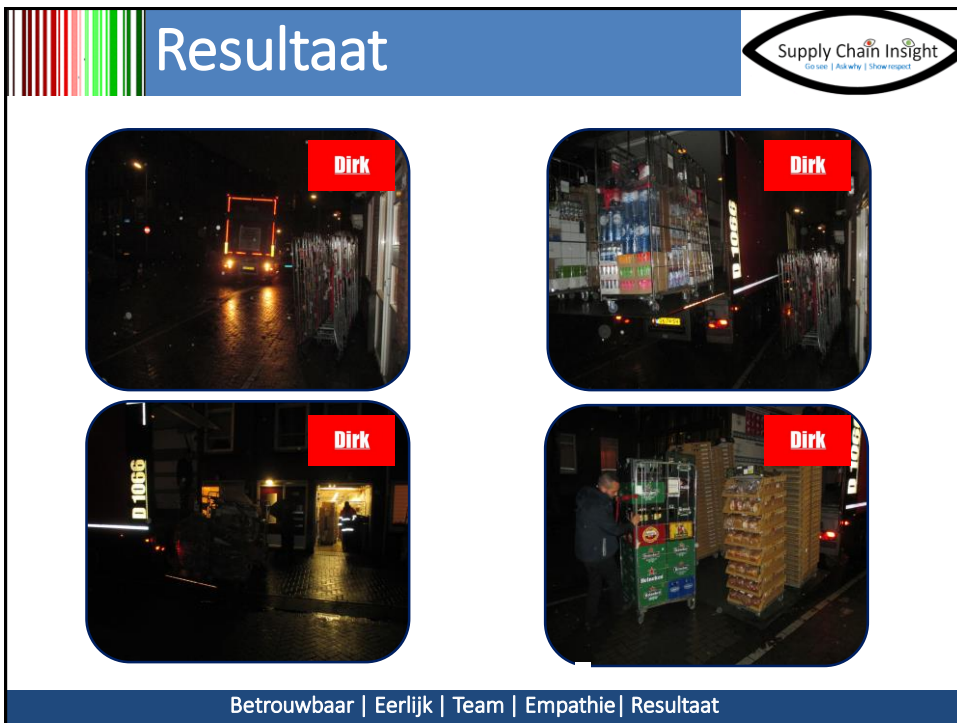 Resultaat
Supply Chain Insight
Go see | Ask why | Show respect
Dirk
Dirk
D 1066
Dirk
D 1066
Dirk
D 1066
Heineken
Betrouwbaar | Eerlijk | Team | Empathie| Resultaat